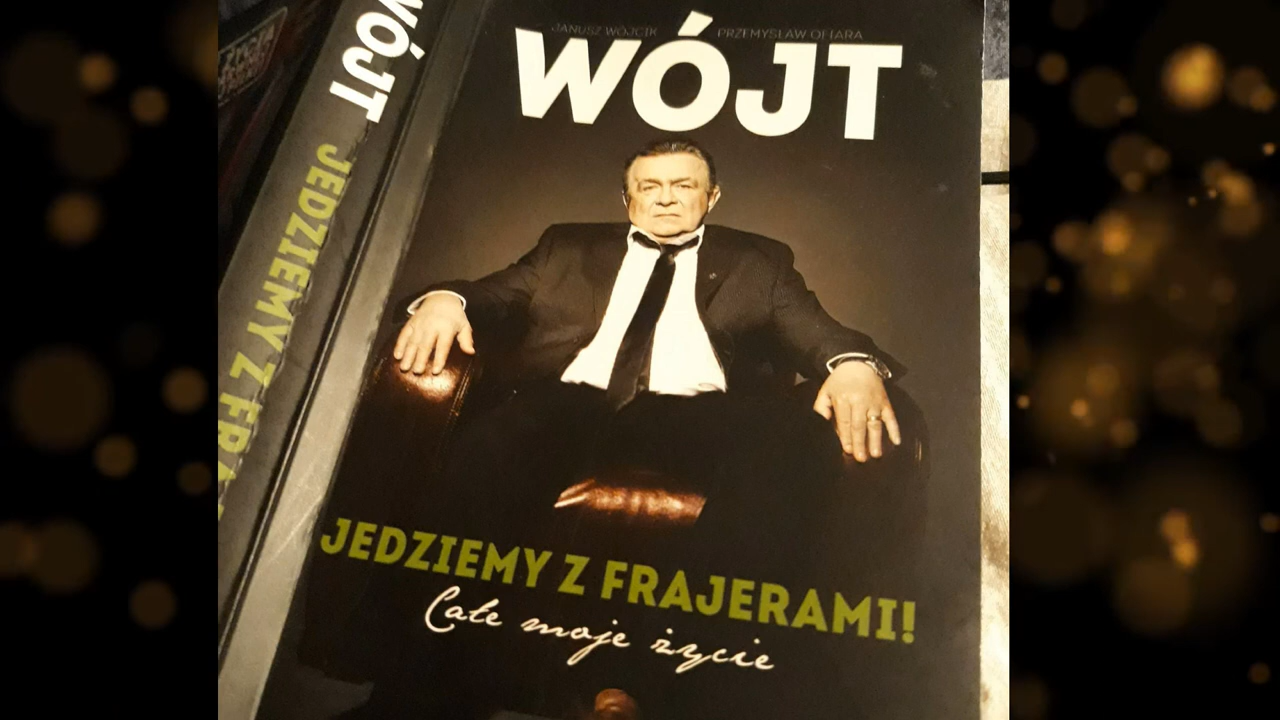 JANUSZ WÓJCIK PRZEMYSŁAW OFIARA
WÓJT
JEDZIEMY Z FRAJERAMI!
Całe moje życie
WÓJT JEDZIEMY Z FRA